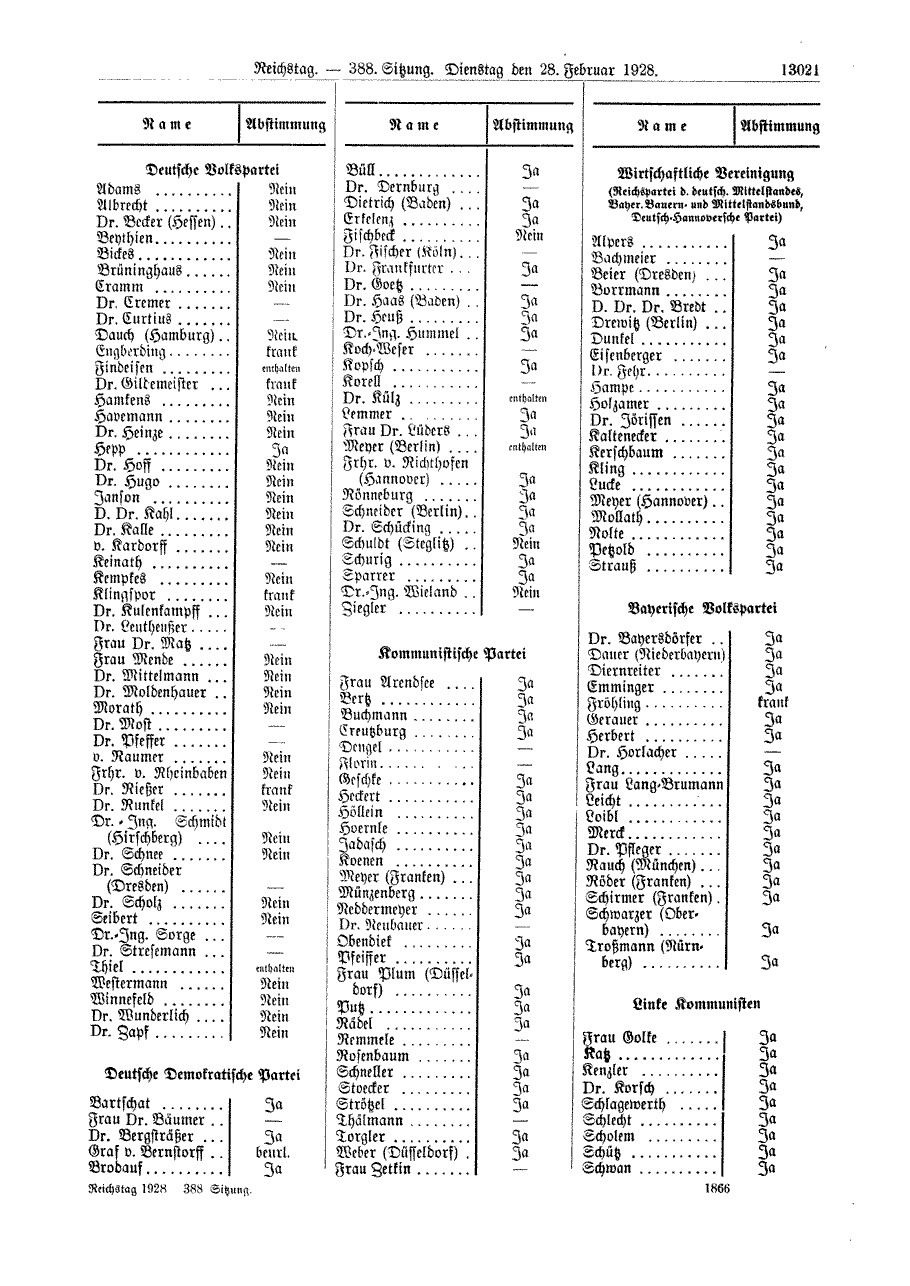 Reichstag. — 388. Sitzung. Dienstag den 28. Februar 1928. 13021
Name Abstimmung
Deutsche Volkspartei
Adams .......... Nein
Albrecht .......... Nein
Dr. Becker (Hessen) .. Nein
Beythien .......... —
Bickes .......... Nein
Brüninghaus ...... Nein
Cramm .......... Nein
Dr. Cremer ....... —
Dr. Curtius ....... —
Dauch (Hamburg) .. Nein
Engberding ........ krank
Findeisen ......... enthalten
Dr. Gildemeister ... krank
Hamkens ......... Nein
Havemann ........ Nein
Dr. Heinze ........ Nein
Hepp ............ Ja
Dr. Hoff ......... Nein
Dr. Hugo ........ Nein
Janson .......... Nein
D. Dr. Kahl ....... Nein
Dr. Kalle ......... Nein
v. Kardorff ....... Nein
Keinath .......... —
Kempkes ......... Nein
Klingspor ......... krank
Dr. Kulenkampff ... Nein
Dr. Leutheußer ..... —
Frau Dr. Matz .... —
Frau Mende ...... Nein
Dr. Mittelmann ... Nein
Dr. Moldenhauer .. Nein
Morath .......... Nein
Dr. Most ......... —
Dr. Pfeffer ....... —
v. Raumer ....... Nein
Frhr. v. Rheinbaben Nein
Dr. Rießer ....... krank
Dr. Runkel ....... Nein
Dr.-Ing. Schmidt
(Hirschberg) .... Nein
Dr. Schnee ....... Nein
Dr. Schneider
(Dresden) ...... —
Dr. Scholz ....... Nein
Seibert .......... Nein
Dr.-Ing. Sorge ... —
Dr. Stresemann ... —
Thiel ............ enthalten
Westermann ...... Nein
Winnefeld ........ Nein
Dr. Wunderlich .... Nein
Dr. Zapf ......... Nein
Deutsche Demokratische Partei
Bartschat ........ Ja
Frau Dr. Bäumer .. —
Dr. Bergsträßer ... Ja
Graf v. Bernstorff .. beurl.
Brodauf .......... Ja
Name Abstimmung
Büll ............. Ja
Dr. Dernburg .... —
Dietrich (Baden) ... Ja
Erkelenz ......... Ja
Fischbeck ......... Nein
Dr. Fischer (Köln) ... —
Dr. Frankfurter ... Ja
Dr. Goetz ........ —
Dr. Haas (Baden) .. Ja
Dr. Heuß ........ Ja
Dr.-Ing. Hummel .. Ja
Koch-Weser ....... —
Kopsch .......... Ja
Korell ........... —
Dr. Külz ......... enthalten
Lemmer .......... Ja
Frau Dr. Lüders ... Ja
Meyer (Berlin) .... enthalten
Frhr. v. Richthofen
(Hannover) ..... Ja
Rönneburg ....... Ja
Schneider (Berlin) .. Ja
Dr. Schücking ..... Ja
Schuldt (Steglitz) .. Nein
Schurig .......... Ja
Sparrer ......... Ja
Dr.-Ing. Wieland .. Nein
Ziegler .......... —
Kommunistische Partei
Frau Arendsee .... Ja
Bertz ............ Ja
Buchmann ........ Ja
Creutzburg ........ Ja
Dengel ........... —
Florin ............ —
Geschke .......... Ja
Heckert .......... Ja
Höllein .......... Ja
Hoernle .......... Ja
Jadasch .......... Ja
Koenen .......... Ja
Meyer (Franken) ... Ja
Münzenberg ....... Ja
Neddermeyer ...... Ja
Dr. Neubauer ...... —
Obendiek ......... Ja
Pfeiffer .......... Ja
Frau Plum (Düssel-
dorf) .......... Ja
Putz ............. Ja
Rädel ........... Ja
Remmele ......... —
Rosenbaum ....... Ja
Schneller ......... Ja
Stoecker ......... Ja
Strötzel .......... Ja
Thälmann ........ —
Torgler .......... Ja
Weber (Düsseldorf) . Ja
Frau Zetkin ....... —
Name Abstimmung
Wirtschaftliche Vereinigung
(Reichspartei d. deutsch. Mittelstandes,
Bayer. Bauern- und Mittelstandsbund,
Deutsch-Hannoversche Partei)
Alpers ........... Ja
Bachmeier ........ —
Beier (Dresden) ... Ja
Borrmann ........ Ja
D. Dr. Dr. Bredt .. Ja
Drewitz (Berlin) ... Ja
Dunkel .......... Ja
Eisenberger ....... Ja
Dr. Fehr .......... —
Hampe .......... Ja
Holzamer ......... Ja
Dr. Jörissen ...... Ja
Kaltenecker ........ Ja
Kerschbaum ....... Ja
Kling ............ Ja
Lucke ........... Ja
Meyer (Hannover) .. Ja
Mollath .......... Ja
Nolte ............ Ja
Petzold .......... Ja
Strauß .......... Ja
Bayerische Volkspartei
Dr. Bayersdörfer .. Ja
Dauer (Niederbayern) Ja
Diernreiter ....... Ja
Emminger ........ Ja
Fröhling .......... krank
Gerauer .......... Ja
Herbert .......... Ja
Dr. Horlacher ..... —
Lang ............. Ja
Frau Lang-Brumann Ja
Leicht ............ Ja
Loibl ............ Ja
Merck ............ Ja
Dr. Pfleger ....... Ja
Rauch (München) ... Ja
Röder (Franken) ... Ja
Schirmer (Franken) . Ja
Schwarzer (Ober-
bayern) ........ Ja
Troßmann (Nürn-
berg) .......... Ja
Linke Kommunisten
Frau Golke ....... Ja
Katz ............. Ja
Kenzler .......... Ja
Dr. Korsch ....... Ja
Schlagewerth ..... Ja
Schlecht .......... Ja
Scholem ......... Ja
Schütz ........... Ja
Schwan .......... Ja
Reichstag 1928 388 Sitzung. 1866